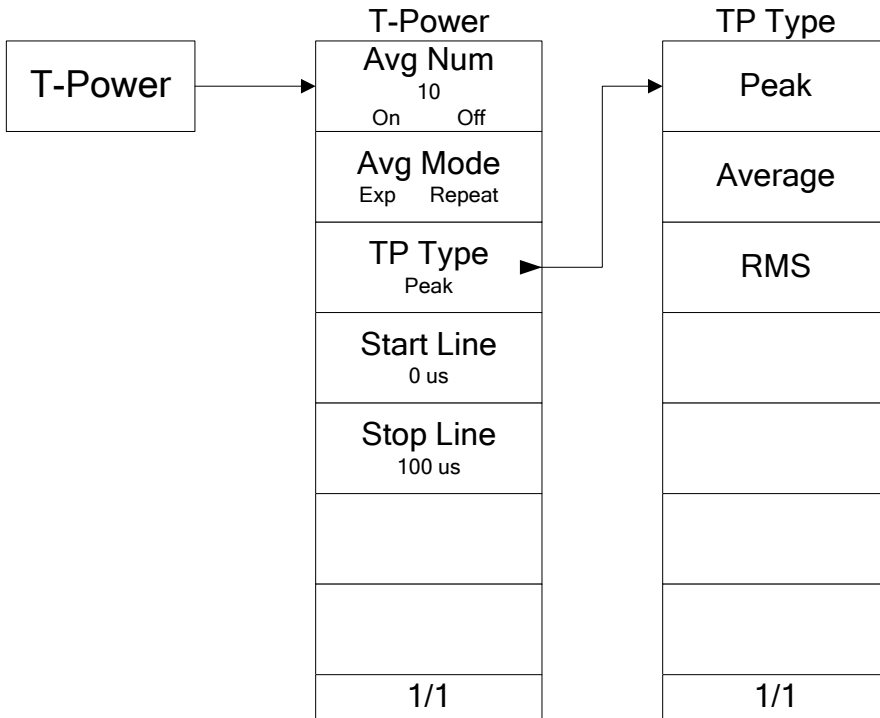 T-Power
T-Power
Avg Num
10
On Off
Avg Mode
Exp Repeat
TP Type
Peak
Start Line
0 us
Stop Line
100 us
1/1
TP Type
Peak
Average
RMS
1/1